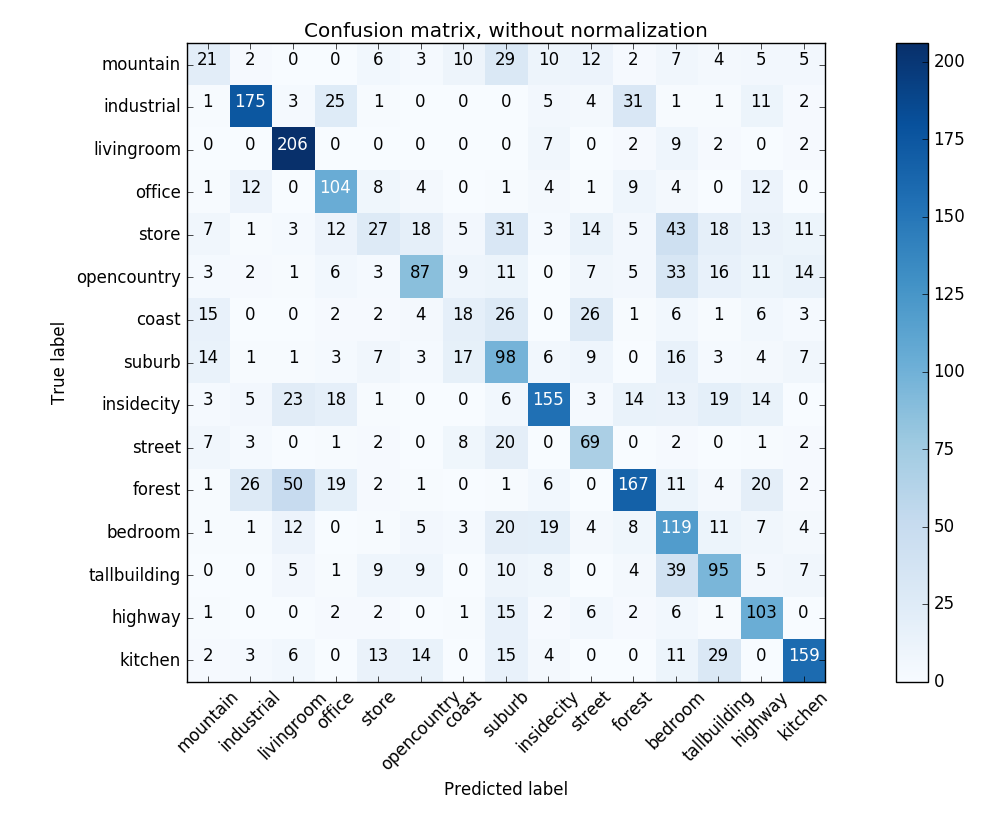 Confusion matrix, without normalization
mountain 21 2 0 0 6 3 10 29 10 12 2 7 4 5 5
industrial 1 175 3 25 1 0 0 0 5 4 31 1 1 11 2
livingroom 0 0 206 0 0 0 0 0 7 0 2 9 2 0 2
office 1 12 0 104 8 4 0 1 4 1 9 4 0 12 0
store 7 1 3 12 27 18 5 31 3 14 5 43 18 13 11
opencountry 3 2 1 6 3 87 9 11 0 7 5 33 16 11 14
coast 15 0 0 2 2 4 18 26 0 26 1 6 1 6 3
suburb 14 1 1 3 7 3 17 98 6 9 0 16 3 4 7
insidecity 3 5 23 18 1 0 0 6 155 3 14 13 19 14 0
street 7 3 0 1 2 0 8 20 0 69 0 2 0 1 2
forest 1 26 50 19 2 1 0 1 6 0 167 11 4 20 2
bedroom 1 1 12 0 1 5 3 20 19 4 8 119 11 7 4
tallbuilding 0 0 5 1 9 9 0 10 8 0 4 39 95 5 7
highway 1 0 0 2 2 0 1 15 2 6 2 6 1 103 0
kitchen 2 3 6 0 13 14 0 15 4 0 0 11 29 0 159
mountain industrial livingroom office store opencountry coast suburb insidecity street forest bedroom tallbuilding highway kitchen
Predicted label
True label
200
175
150
125
100
75
50
25
0